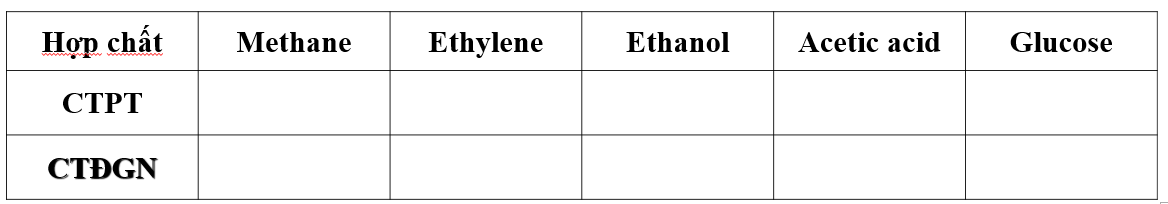 Hợp chất Methane Ethylene Ethanol Acetic acid Glucose
CTPT
CTĐGN